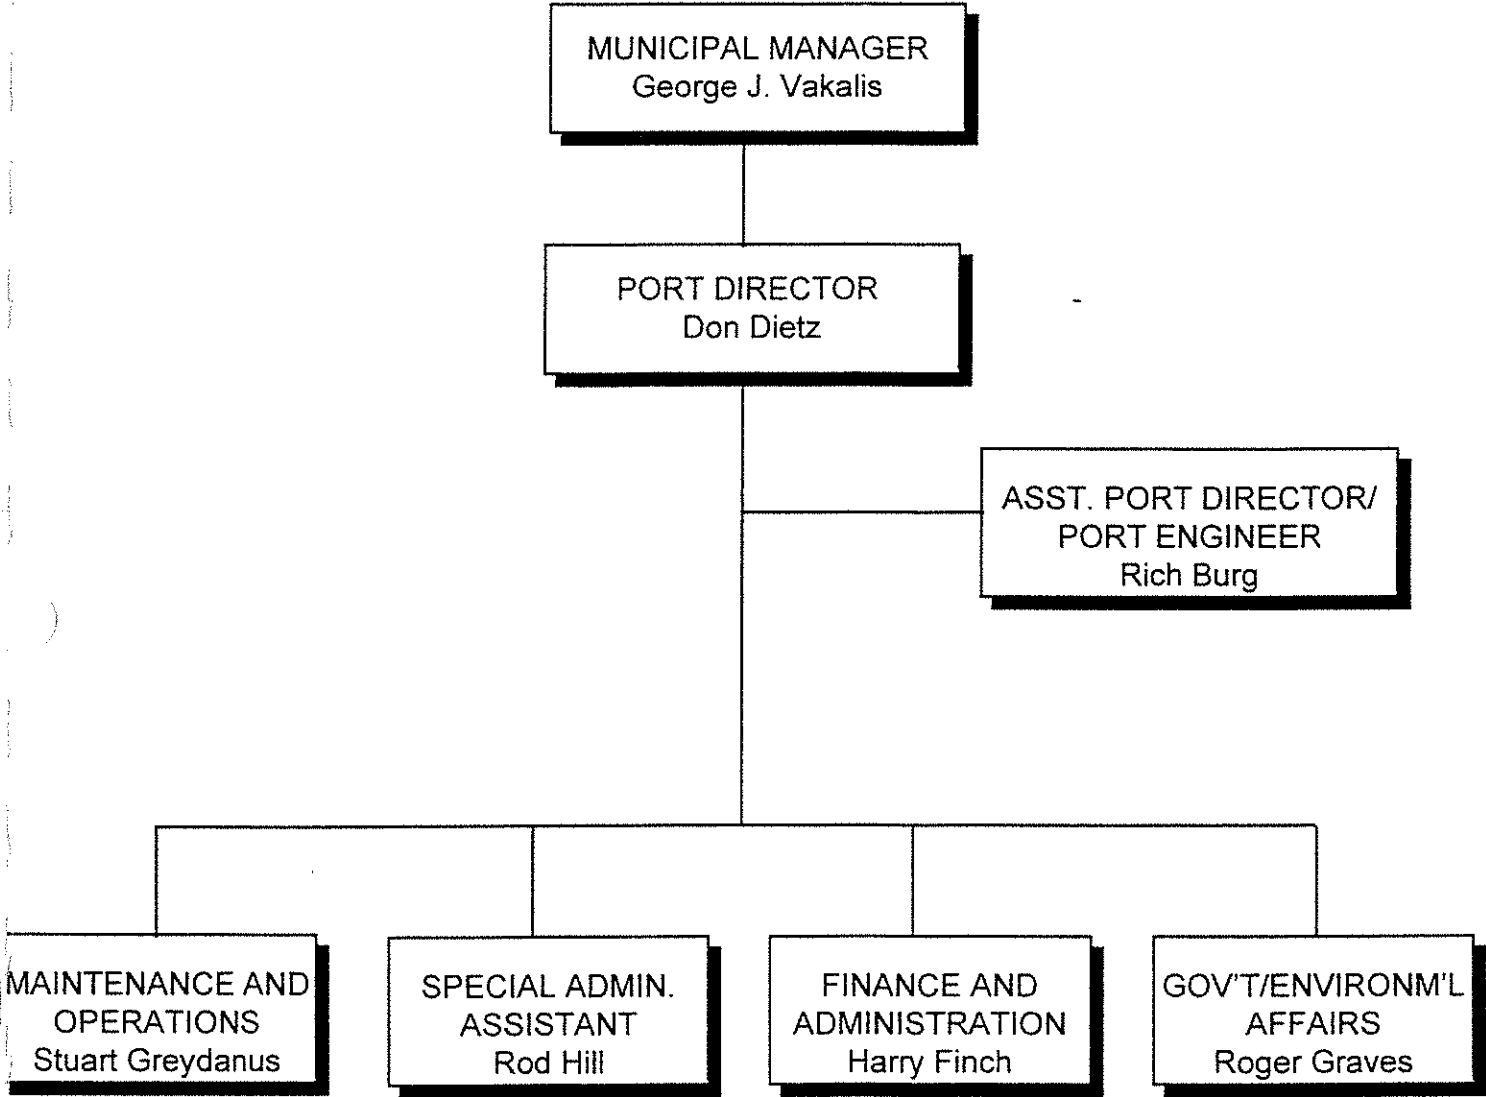 MUNICIPAL MANAGER
George J. Vakalis
PORT DIRECTOR
Don Dietz
ASST. PORT DIRECTOR/
PORT ENGINEER
Rich Burg
MAINTENANCE AND
OPERATIONS
Stuart Greydanus
SPECIAL ADMIN.
ASSISTANT
Rod Hill
FINANCE AND
ADMINISTRATION
Harry Finch
GOV'T/ENVIRONM'L
AFFAIRS
Roger Graves